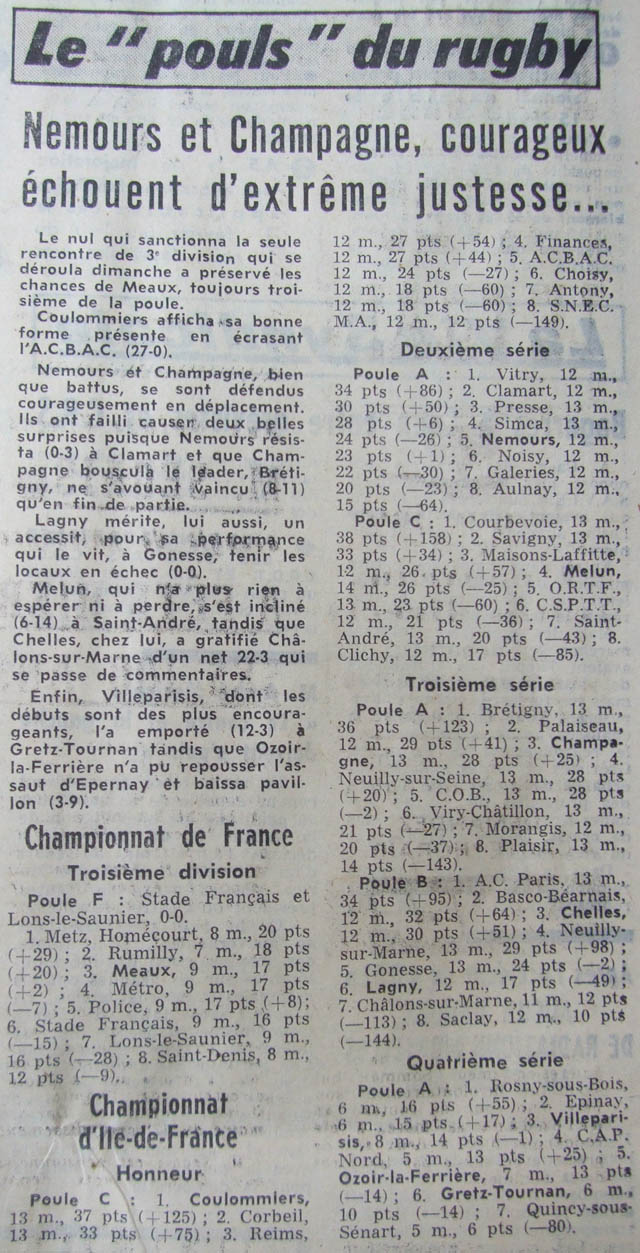 Le "pouls" du rugby
Nemours et Champagne, courageux
échouent d'extrême justesse...
Le nul qui sanctionna la seule
rencontre de 3e division qui se
déroula dimanche a préservé les
chances de Meaux, toujours troi-
sième de la poule.
Coulommiers afficha sa bonne
forme présente en écrasant
l'A.C.B.A.C. (27-0).
Nemours et Champagne, bien
que battus, se sont défendus
courageusement en déplacement.
Ils ont failli causer deux belles
surprises puisque Nemours résis-
ta (0-3) à Clamart et que Cham-
pagne bouscula le leader, Bréti-
gny, ne s'avouant vaincu (8-11)
qu'en fin de partie.
Lagny mérite, lui aussi, un
accessit, pour sa performance
qui le vit, à Gonesse, tenir les
locaux en échec (0-0).
Melun, qui n'a plus rien à
espérer ni à perdre, s'est incliné
(6-14) à Saint-André, tandis que
Chelles, chez lui, a gratifié Châ-
lons-sur-Marne d'un net 22-3 qui
se passe de commentaires.
Enfin, Villeparisis, dont les
débuts sont des plus encoura-
geants, l'a emporté (12-3) à
Gretz-Tournan tandis que Ozoir-
la-Ferrière n'a pu repousser l'as-
saut d'Epernay et baissa pavil-
lon (3-9).
Championnat de France
Troisième division
Poule F : Stade Français et
Lons-le-Saunier, 0-0.
1. Metz, Homécourt, 8 m., 20 pts
(+29) ; 2. Rumilly, 7 m., 18 pts
(+20) ; 3. Meaux, 9 m., 17 pts
(+2) ; 4. Métro, 9 m., 17 pts
(—7) ; 5. Police, 9 m., 17 pts (+8) ;
6. Stade Français, 9 m., 16 pts
(—15) ; 7. Lons-le-Saunier, 9 m.,
16 pts (—28) ; 8. Saint-Denis, 8 m.,
12 pts (—9).
Championnat
d'Ile-de-France
Honneur
Poule C : 1. Coulommiers,
13 m., 37 pts (+125) ; 2. Corbeil,
13 m., 33 pts (+75) ; 3. Reims,
12 m., 27 pts (+54) ; 4. Finances,
12 m., 27 pts (+44) ; 5. A.C.B.A.C.
12 m., 24 pts (—27) ; 6. Choisy,
12 m., 18 pts (—60) ; 7. Antony,
12 m., 18 pts (—60) ; 8. S.N.E.C.
M.A., 12 m., 12 pts (—149).
Deuxième série
Poule A : 1. Vitry, 12 m.,
34 pts (+86) ; 2. Clamart, 12 m.,
30 pts (+50) ; 3. Presse, 13 m.,
28 pts (+6) ; 4. Simca, 13 m.,
24 pts (—26) ; 5. Nemours, 12 m.,
23 pts (+1) ; 6. Noisy, 12 m.,
22 pts (—30) ; 7. Galeries, 12 m.,
20 pts (—23) ; 8. Aulnay, 12 m.,
15 pts (—64).
Poule C : 1. Courbevoie, 13 m.,
38 pts (+158) ; 2. Savigny, 13 m.,
33 pts (+34) ; 3. Maisons-Laffitte,
12 m., 26 pts (+57) ; 4. Melun,
14 m., 26 pts (—25) ; 5. O.R.T.F.,
13 m., 23 pts (—60) ; 6. C.S.P.T.T.,
12 m., 21 pts (—36) ; 7. Saint-
André, 13 m., 20 pts (—43) ; 8.
Clichy, 12 m., 17 pts (—85).
Troisième série
Poule A : 1. Brétigny, 13 m.,
36 pts (+123) ; 2. Palaiseau,
12 m., 29 pts (+41) ; 3. Champa-
gne, 13 m., 28 pts (+25) ; 4.
Neuilly-sur-Seine, 13 m., 28 pts
(+20) ; 5. C.O.B., 13 m., 28 pts
(—2) ; 6. Viry-Châtillon, 13 m.,
21 pts (—27) ; 7. Morangis, 12 m.,
20 pts (—37) ; 8. Plaisir, 13 m.,
14 pts (—143).
Poule B : 1. A.C. Paris, 13 m.,
34 pts (+95) ; 2. Basco-Béarnais,
12 m., 32 pts (+64) ; 3. Chelles,
12 m., 30 pts (+51) ; 4. Neuilly-
sur-Marne, 13 m., 29 pts (+98) ;
5. Gonesse, 13 m., 24 pts (—2) ;
6. Lagny, 12 m., 17 pts (—49) ;
7. Châlons-sur-Marne, 11 m., 12 pts
(—113) ; 8. Saclay, 12 m., 10 pts
(—144).
Quatrième série
Poule A : 1. Rosny-sous-Bois,
6 m., 16 pts (+55) ; 2. Epinay,
6 m., 15 pts (+17) ; 3. Villepari-
sis, 8 m., 14 pts (—1) ; 4. C.A.P.
Nord, 5 m., 13 pts (+25) ; 5.
Ozoir-la-Ferrière, 7 m., 13 pts
(—14) ; 6. Gretz-Tournan, 6 m.,
10 pts (—14) ; 7. Quincy-sous-
Sénart, 5 m., 6 pts (—80).